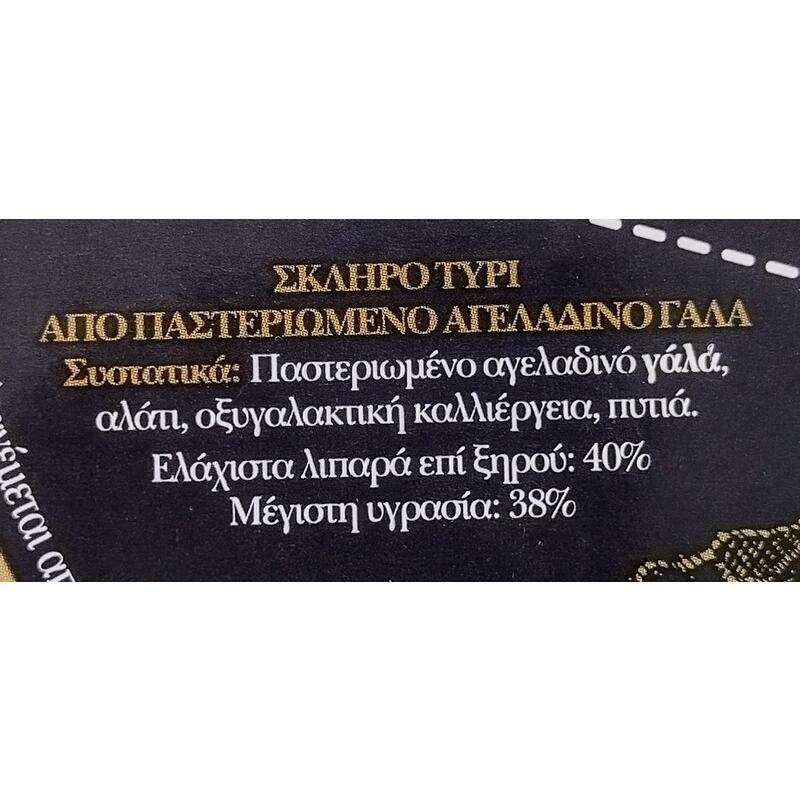 ΣΚΛΗΡΟ ΤΥΡΙ
ΑΠΟ ΠΑΣΤΕΡΙΩΜΕΝΟ ΑΓΕΛΑΔΙΝΟ ΓΑΛΑ
Συστατικά: Παστεριωμένο αγελαδινό γάλά,
αλάτι, οξυγαλακτική καλλιέργεια, πυτιά.
Ελάχιστα λιπαρά επί ξηρού: 40%
Μέγιστη υγρασία: 38%